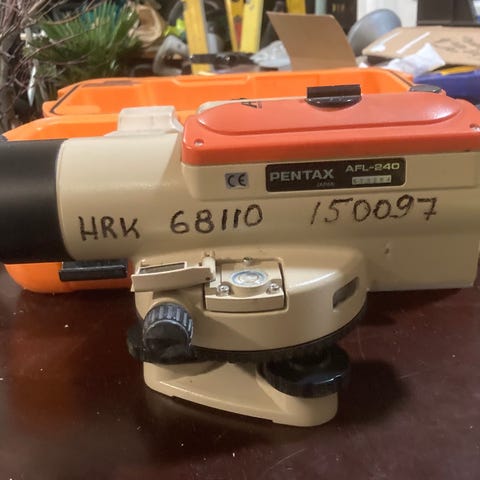 CE
PENTAX AFL-240
JAPAN
HRK 68110 150097